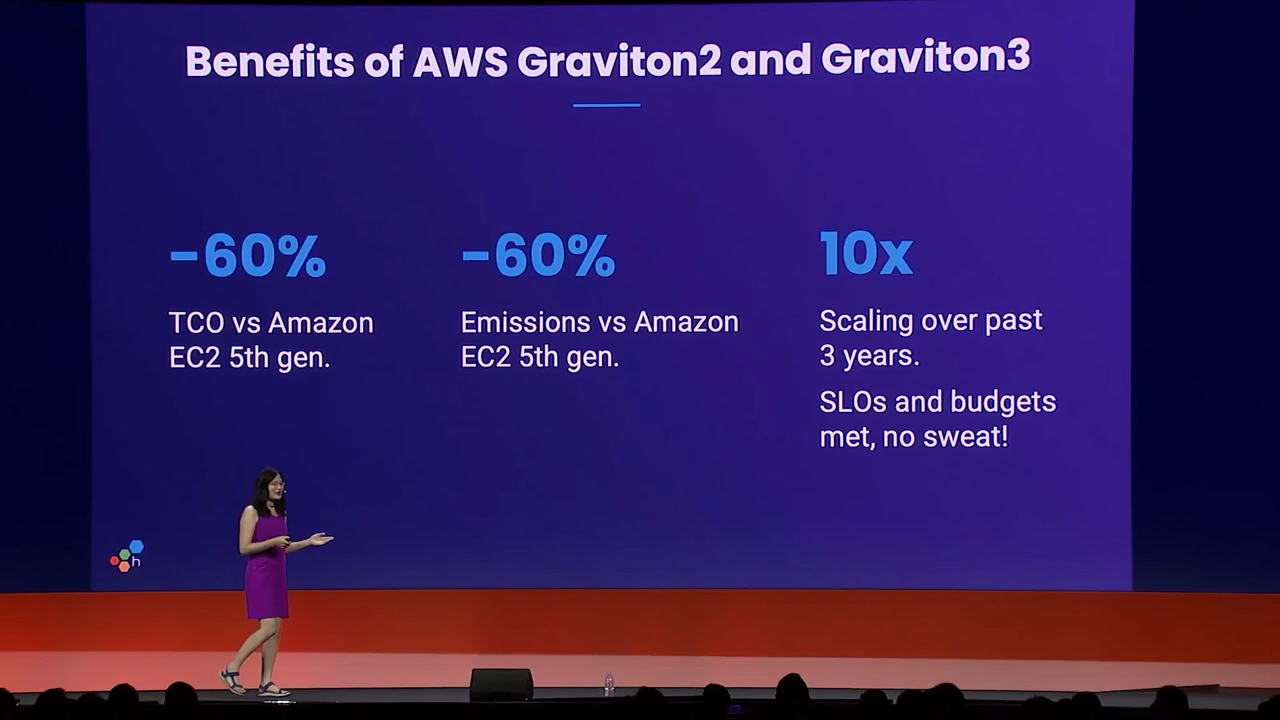 Benefits of AWS Graviton2 and Graviton3
-60%
TCO vs Amazon
EC2 5th gen.
-60%
Emissions vs Amazon
EC2 5th gen.
10x
Scaling over past
3 years.
SLOs and budgets
met, no sweat!
h